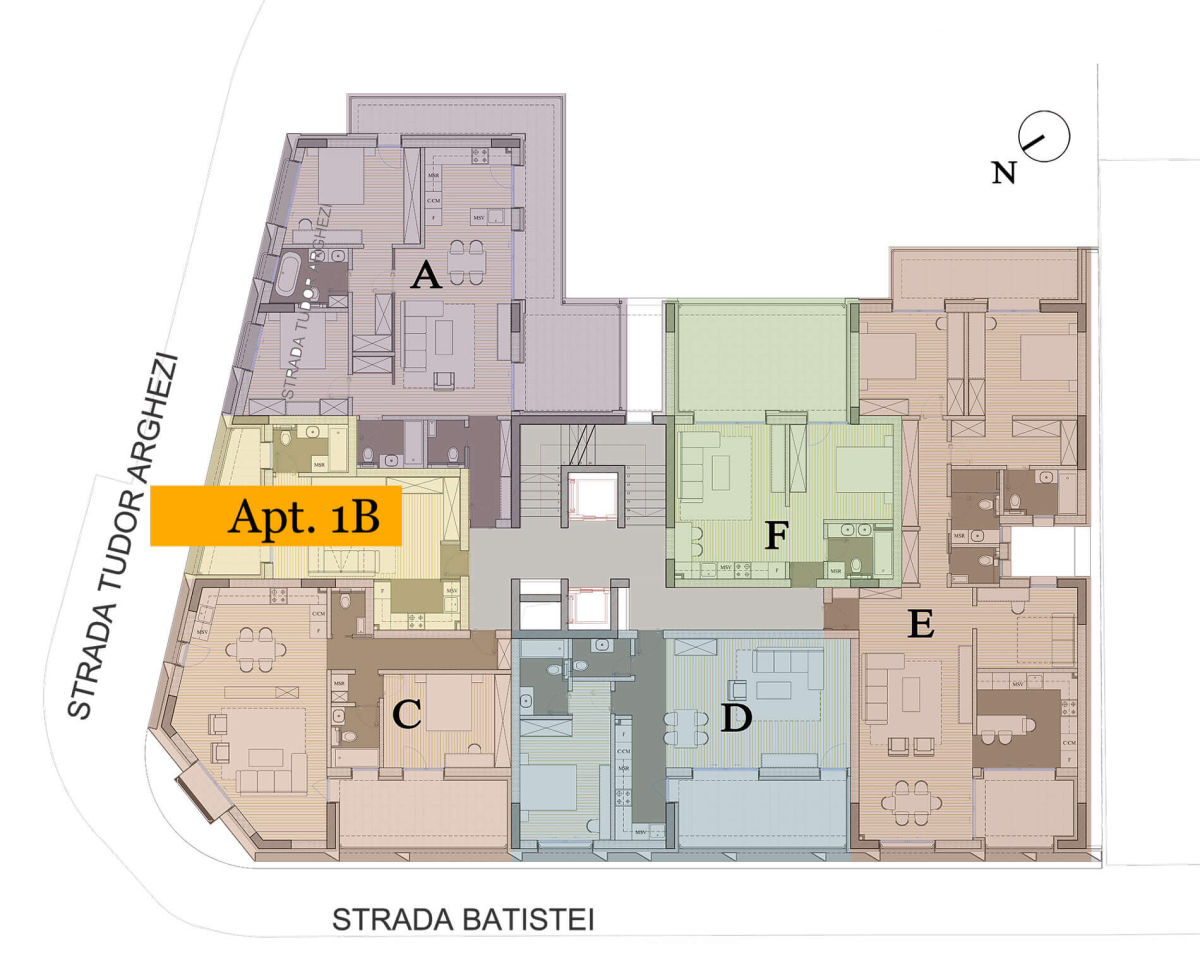 N
MSR
C/CM
F
MSV
A
STRADA TUDOR ARGHEZI
STRADA TUDOR ARGHEZI
MSR
Apt. 1B
F
MSV
F
MSR
F
MSR
E
MSV
C/CM
F
MSV
MSR
C
D
F
C/CM
MSR
MSV
MSV
C/CM
F
STRADA BATISTEI